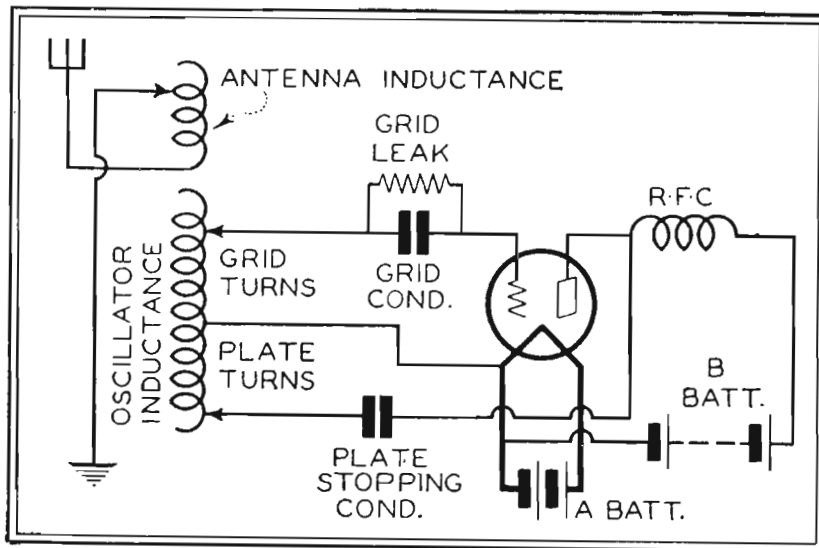 ANTENNA INDUCTANCE
GRID
LEAK
R·F·C
OSCILLATOR
INDUCTANCE
GRID
TURNS
GRID
COND.
PLATE
TURNS
B
BATT.
PLATE
STOPPING
COND.
A BATT.